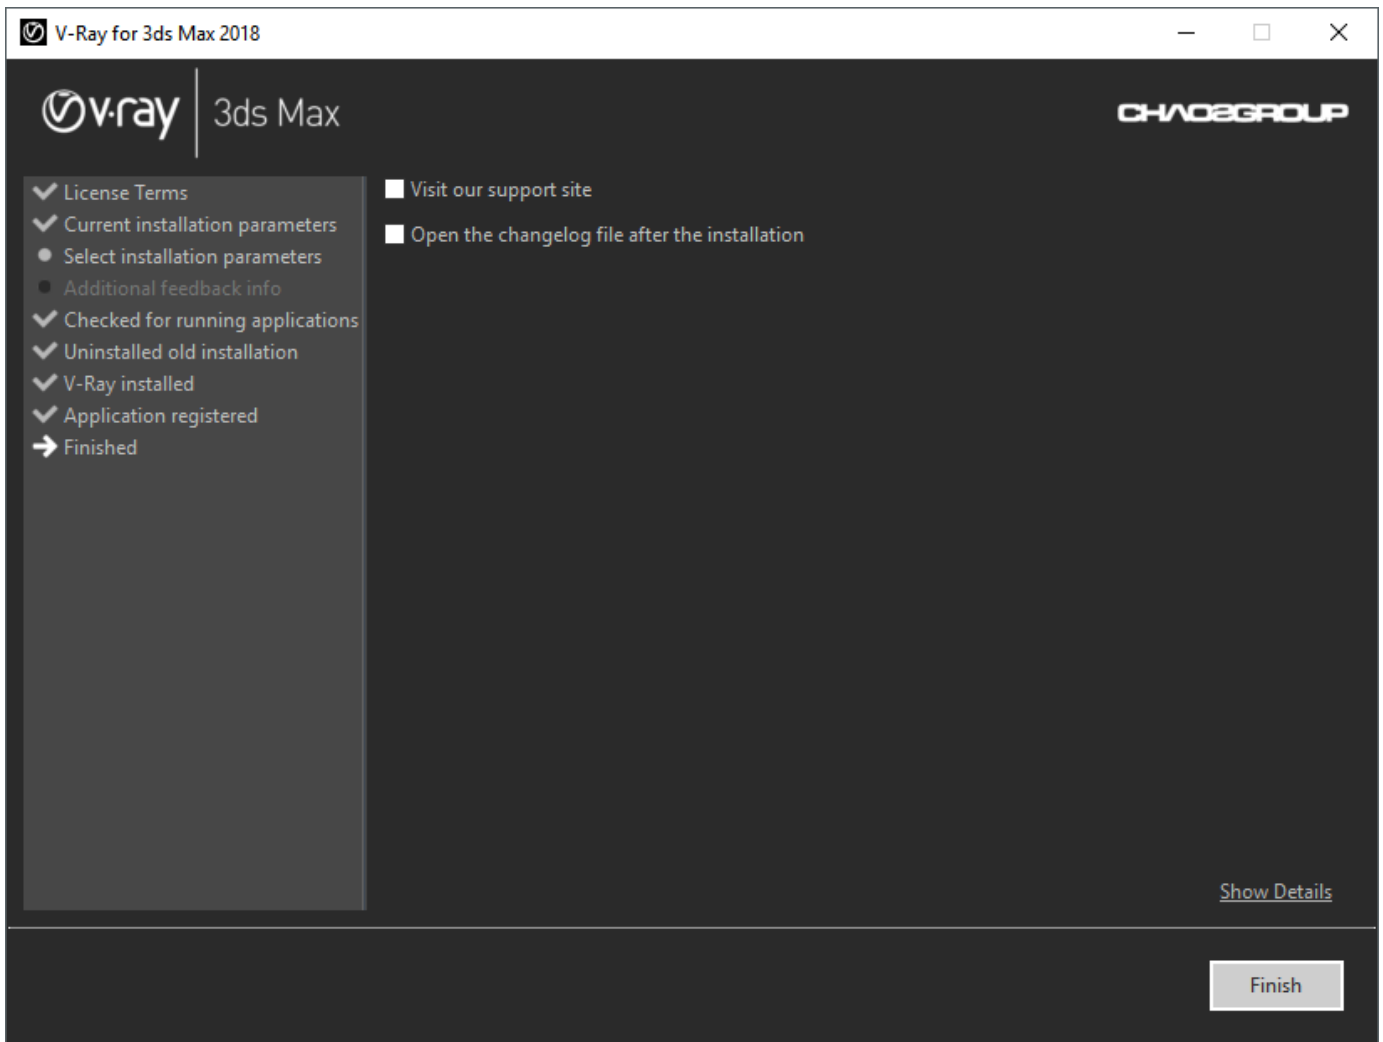 V-Ray for 3ds Max 2018
v.ray 3ds Max
CHAOSGROUP
License Terms
Current installation parameters
Select installation parameters
Additional feedback info
Checked for running applications
Uninstalled old installation
V-Ray installed
Application registered
Finished
Visit our support site
Open the changelog file after the installation
Show Details
Finish